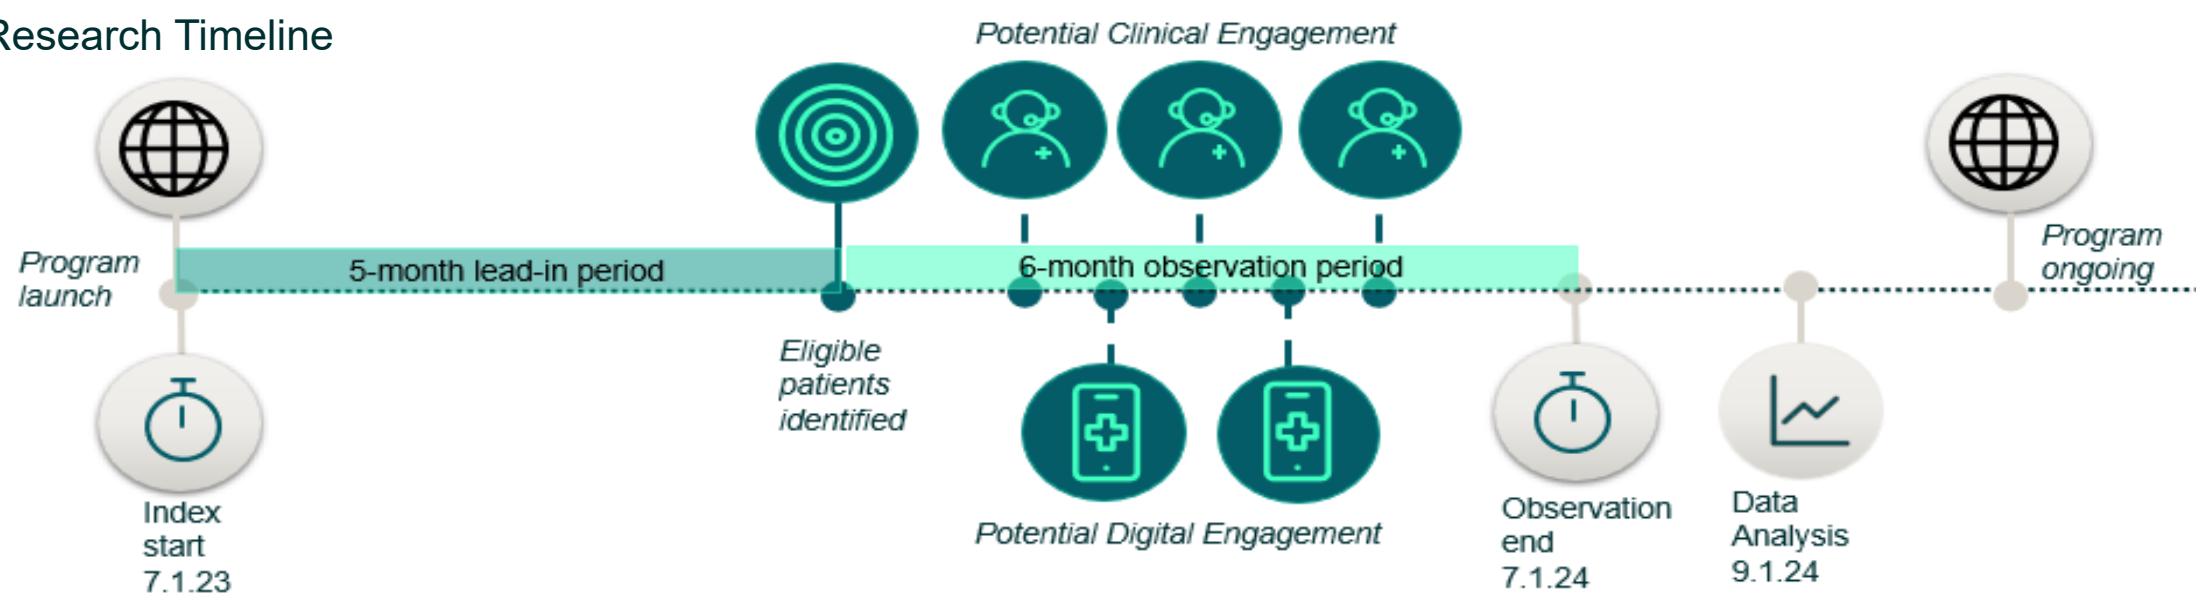 Research Timeline
Potential Clinical Engagement
Program
launch
5-month lead-in period
6-month observation period
Program
ongoing
Eligible
patients
identified
Potential Digital Engagement
Index
start
7.1.23
Observation
end
7.1.24
Data
Analysis
9.1.24